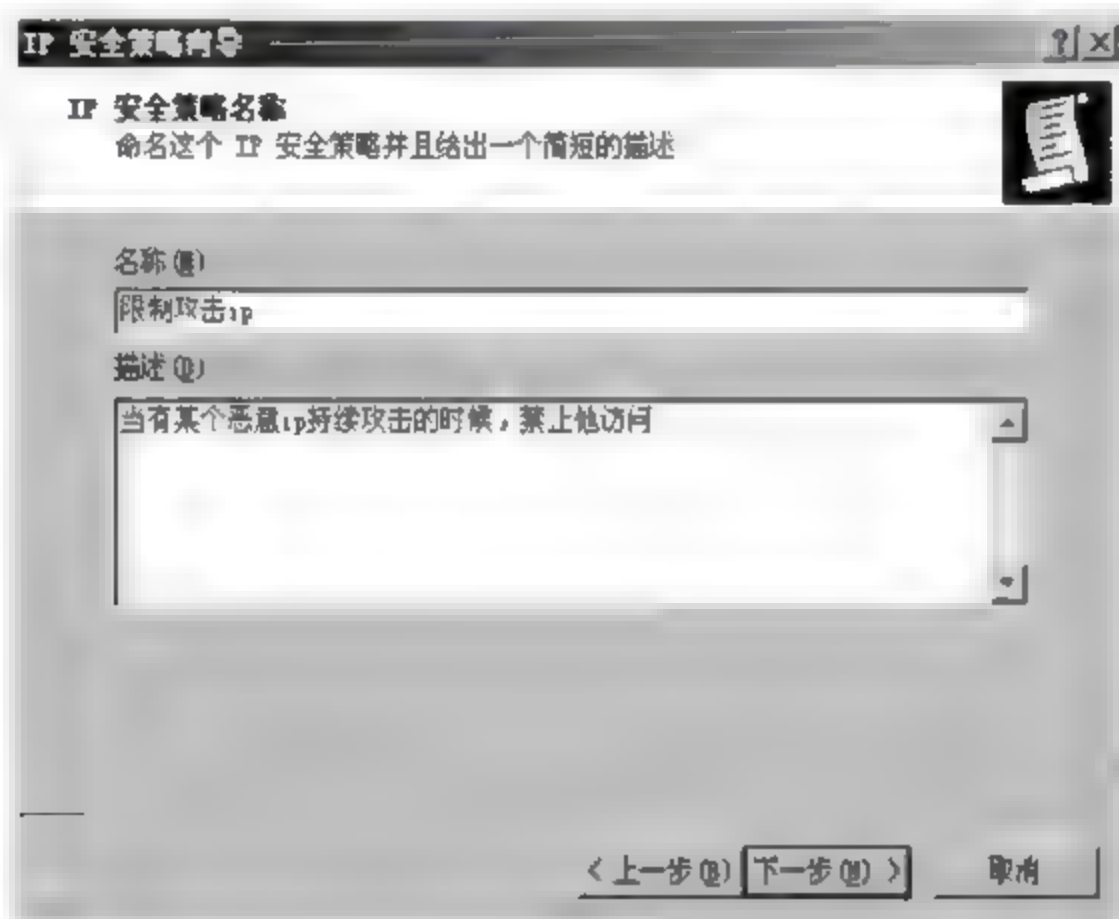 IP 安全策略向导
IP 安全策略名称
命名这个 IP 安全策略并且给出一个简短的描述
名称(N)
限制攻击ip
描述(D)
当有某个恶意ip持续攻击的时候，禁止他访问
< 上一步(B) 下一步(N) > 取消